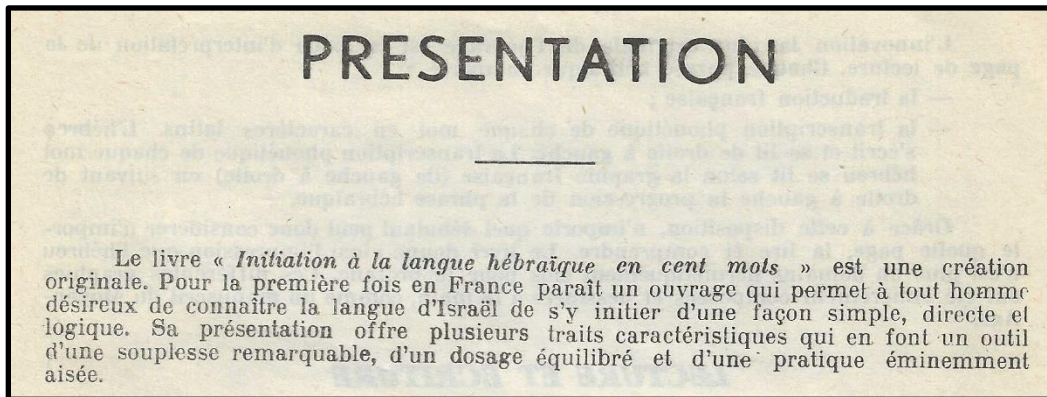 PRESENTATION
Le livre « Initiation à la langue hébraïque en cent mots » est une création
originale. Pour la première fois en France paraît un ouvrage qui permet à tout homme
désireux de connaître la langue d'Israël de s'y initier d'une façon simple, directe et
logique. Sa présentation offre plusieurs traits caractéristiques qui en font un outil
d'une souplesse remarquable, d'un dosage équilibré et d'une pratique éminemment
aisée.